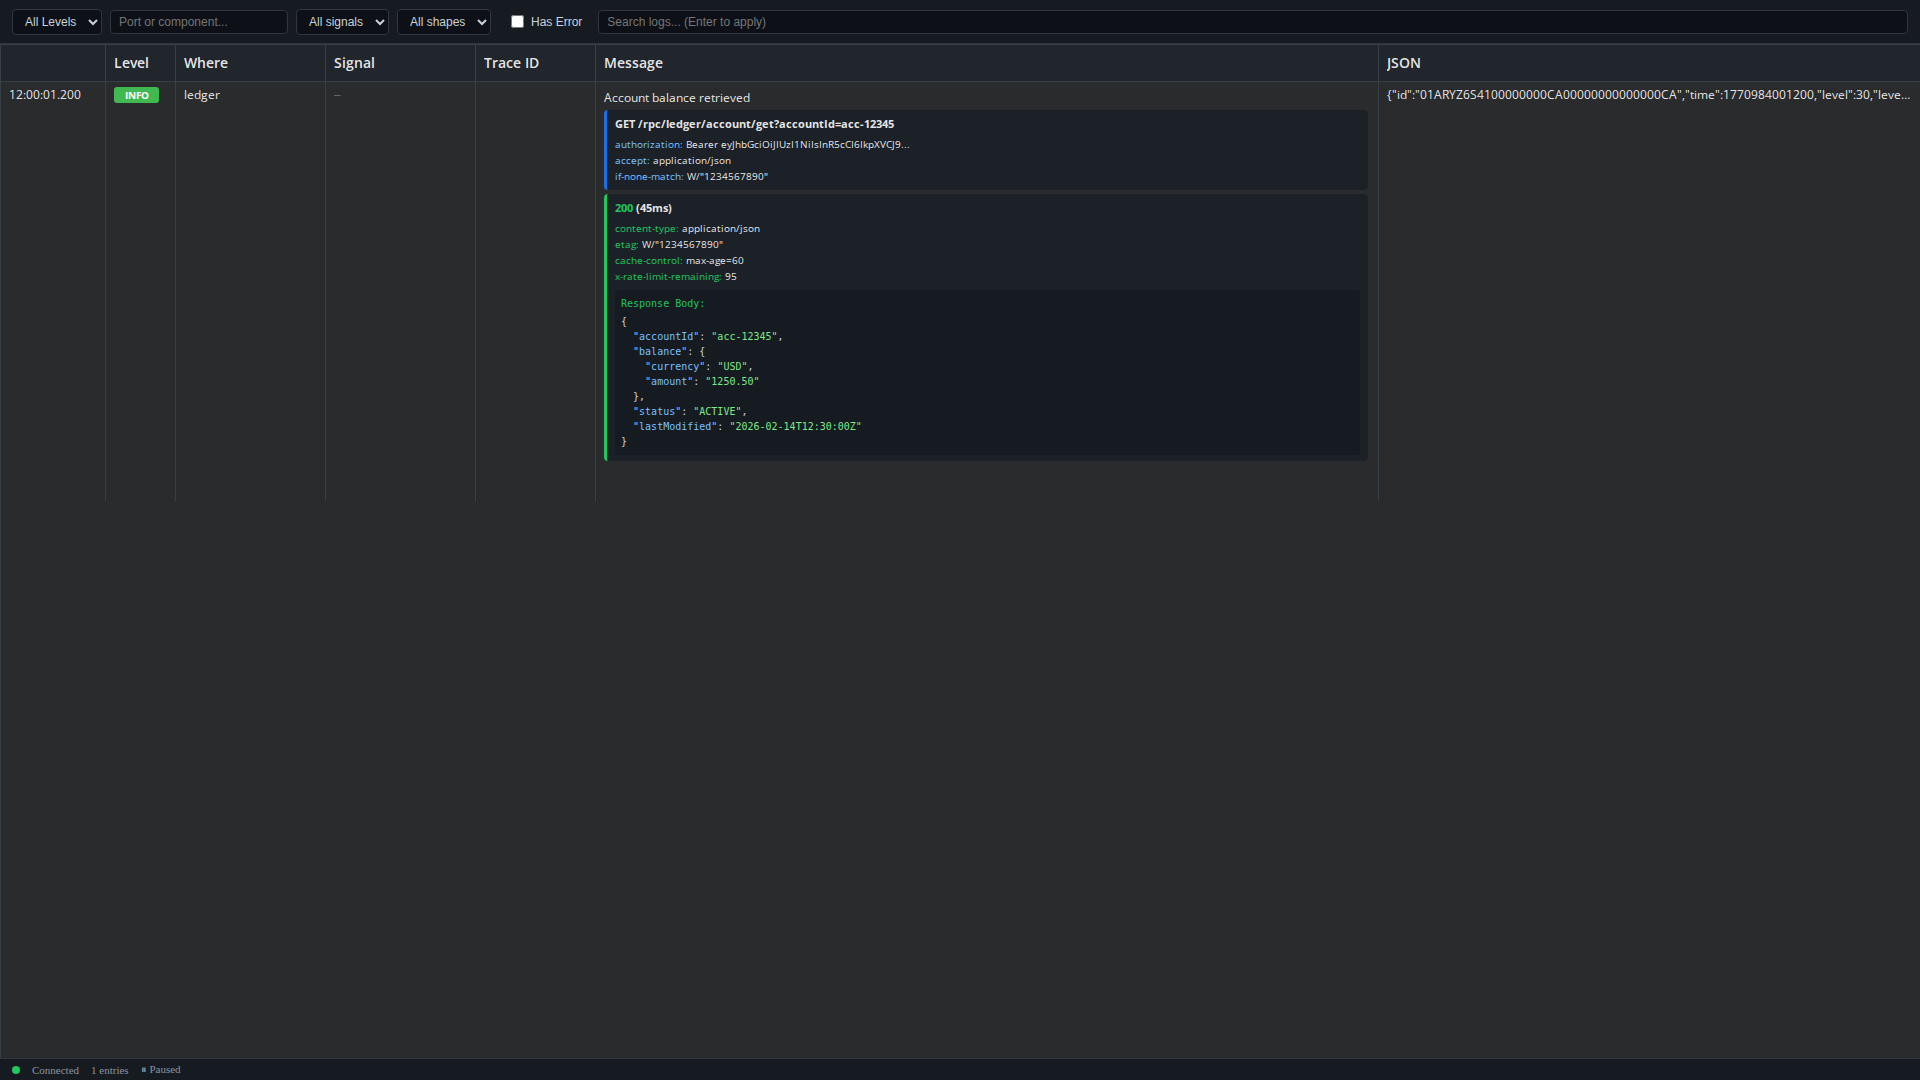 All Levels Port or component... All signals All shapes Has Error Search logs... (Enter to apply)
Level Where Signal Trace ID Message JSON
12:00:01.200 INFO ledger – Account balance retrieved {"id":"01ARYZ6S4100000000CA00000000000000CA","time":1770984001200,"level":30,"leve...
GET /rpc/ledger/account/get?accountId=acc-12345
authorization: Bearer eyJhbGciOiJIUzI1NiIsInR5cCI6IkpXVCJ9...
accept: application/json
if-none-match: W/"1234567890"
200 (45ms)
content-type: application/json
etag: W/"1234567890"
cache-control: max-age=60
x-rate-limit-remaining: 95
Response Body:
{
"accountId": "acc-12345",
"balance": {
"currency": "USD",
"amount": "1250.50"
},
"status": "ACTIVE",
"lastModified": "2026-02-14T12:30:00Z"
}
Connected 1 entries Paused